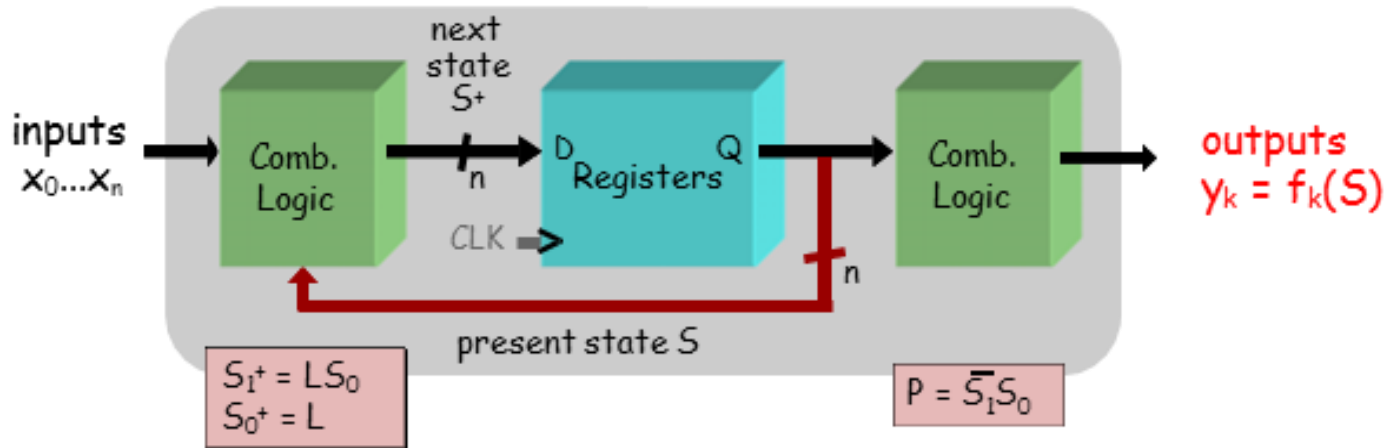 next
state
S⁺
inputs
x₀...xₙ
Comb.
Logic
n
D
Q
Registers
CLK
Comb.
Logic
outputs
yₖ = fₖ(S)
n
present state S
S₁⁺ = LS₀
S₀⁺ = L
P = S̅₁S₀